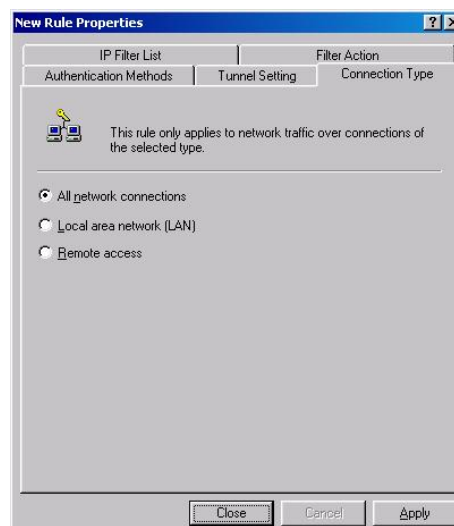 New Rule Properties
IP Filter List
Filter Action
Authentication Methods
Tunnel Setting
Connection Type
This rule only applies to network traffic over connections of
the selected type.
All network connections
Local area network (LAN)
Remote access
Close
Cancel
Apply